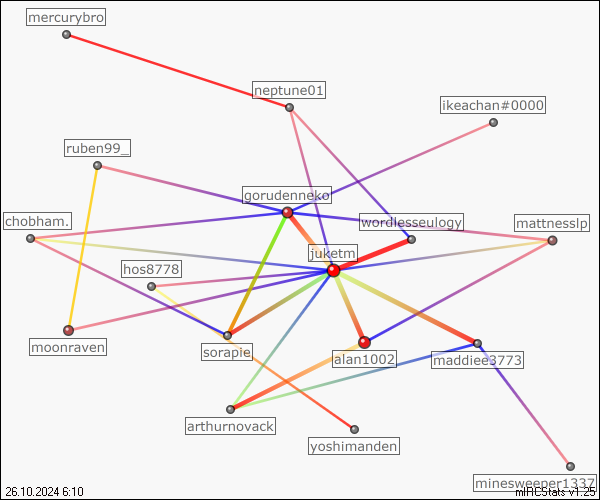 mercurybro
neptune01
ikeachan#0000
ruben99_
gorudenneko
chobham.
wordlesseulogy
mattnesslp
juketm
hos8778
moonraven
sorapie
alan1002
maddiee3773
arthurnovack
yoshimanden
minesweeper1337
26.10.2024 6:10
mIRCStats v1.25